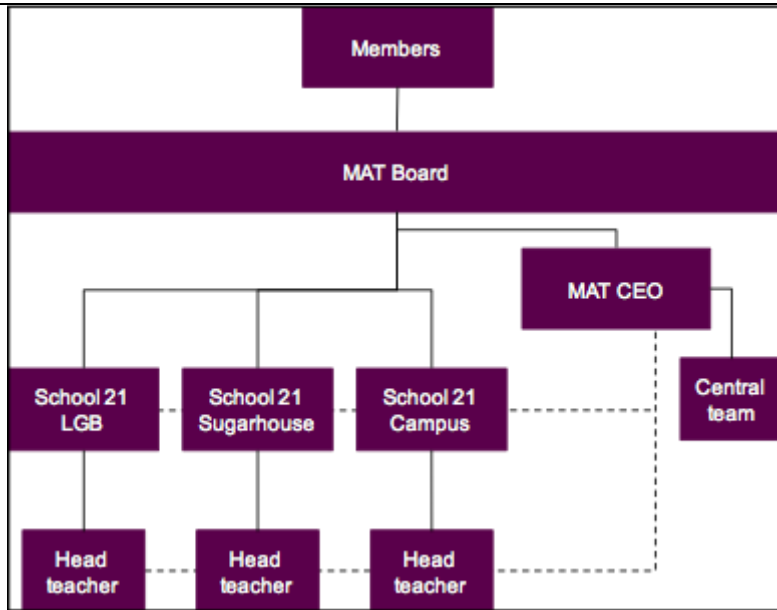 Members
MAT Board
MAT CEO
School 21
LGB
School 21
Sugarhouse
School 21
Campus
Central
team
Head
teacher
Head
teacher
Head
teacher